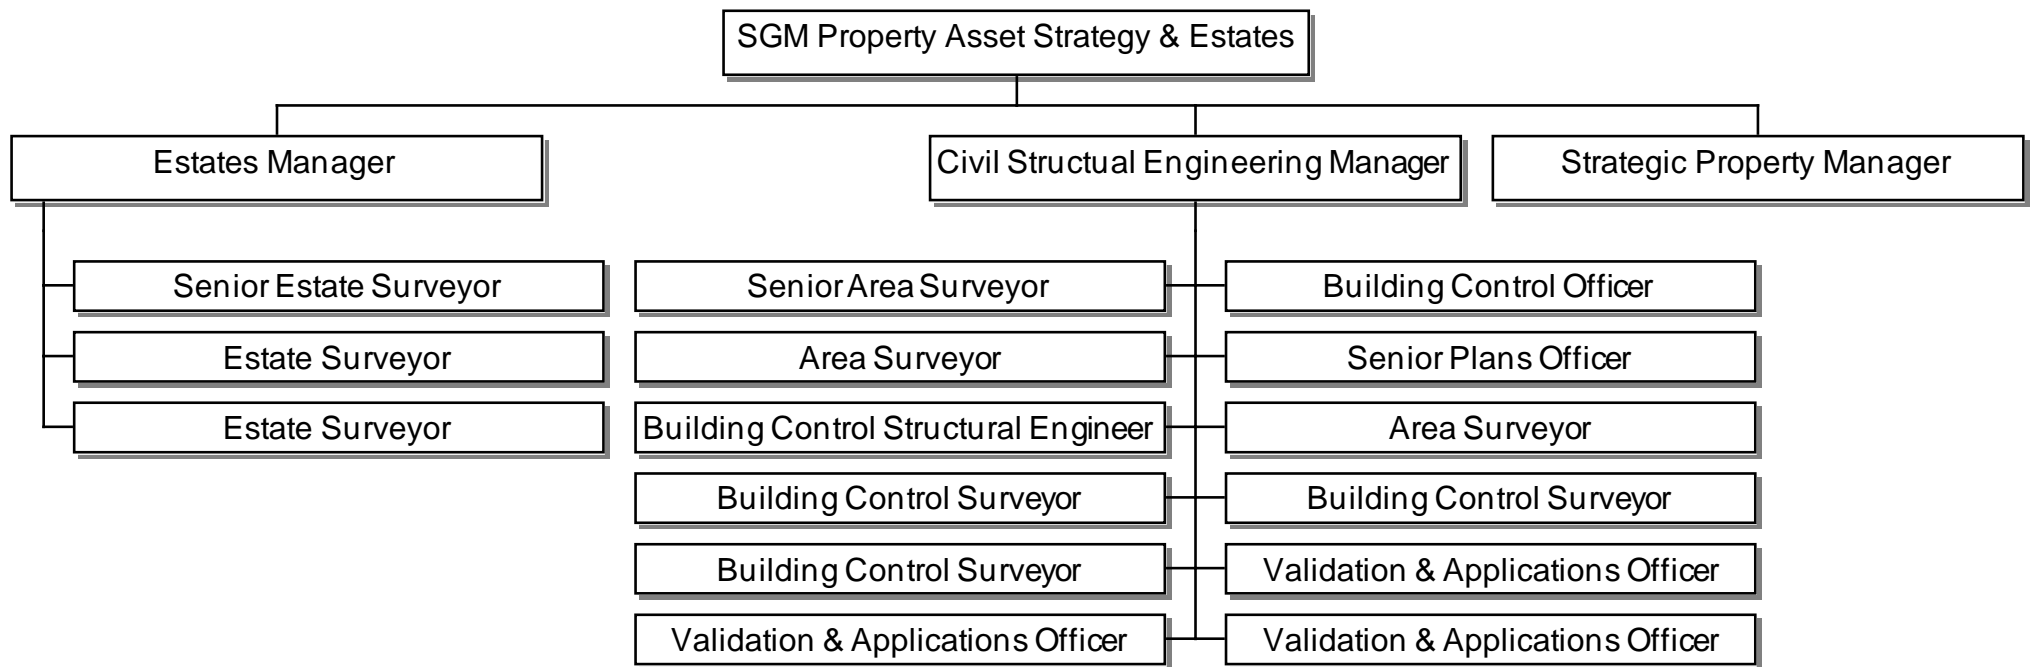 SGM Property Asset Strategy & Estates
Estates Manager
Civil Structual Engineering Manager
Strategic Property Manager
Senior Estate Surveyor
Estate Surveyor
Estate Surveyor
Senior Area Surveyor
Building Control Officer
Area Surveyor
Senior Plans Officer
Building Control Structural Engineer
Area Surveyor
Building Control Surveyor
Building Control Surveyor
Building Control Surveyor
Validation & Applications Officer
Validation & Applications Officer
Validation & Applications Officer